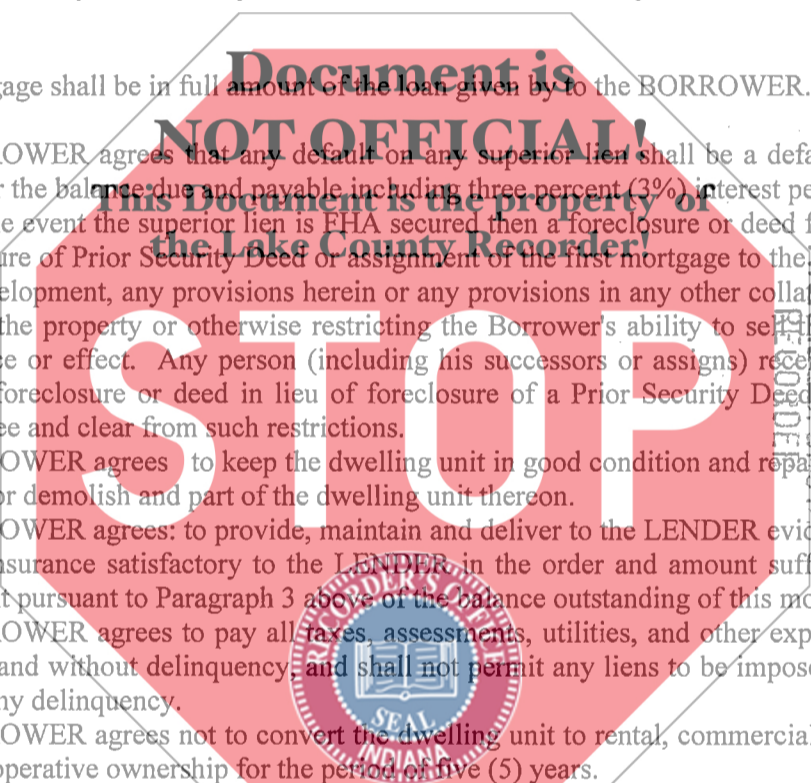 gage shall be in full amount of the loan given by to the BORROWER.
Document is
NOT OFFICIAL!
This Document is the property of
the Lake County Recorder!
OWER agrees that any default on any superior lien shall be a defa
r the balance due and payable including three percent (3%) interest pe
e event the superior lien is FHA secured then a foreclosure or deed
ure of Prior Security Deed or assignment of the first mortgage to the
elopment, any provisions herein or any provisions in any other colla
the property or otherwise restricting the Borrower's ability to sell
e or effect. Any person (including his successors or assigns) rece
foreclosure or deed in lieu of foreclosure of a Prior Security Deed
ee and clear from such restrictions.
STOP
RECORDER
OWER agrees to keep the dwelling unit in good condition and repa
or demolish and part of the dwelling unit thereon.
OWER agrees: to provide, maintain and deliver to the LENDER evid
nsurance satisfactory to the LENDER in the order and amount suff
t pursuant to Paragraph 3 above of the balance outstanding of this mo
OWER agrees to pay all taxes, assessments, utilities, and other exp
and without delinquency, and shall not permit any liens to be impose
ny delinquency.
OWER agrees not to convert the dwelling unit to rental, commercial
operative ownership for the period of five (5) years.
RECORDER'S OFFICE
SEAL
INDIANA